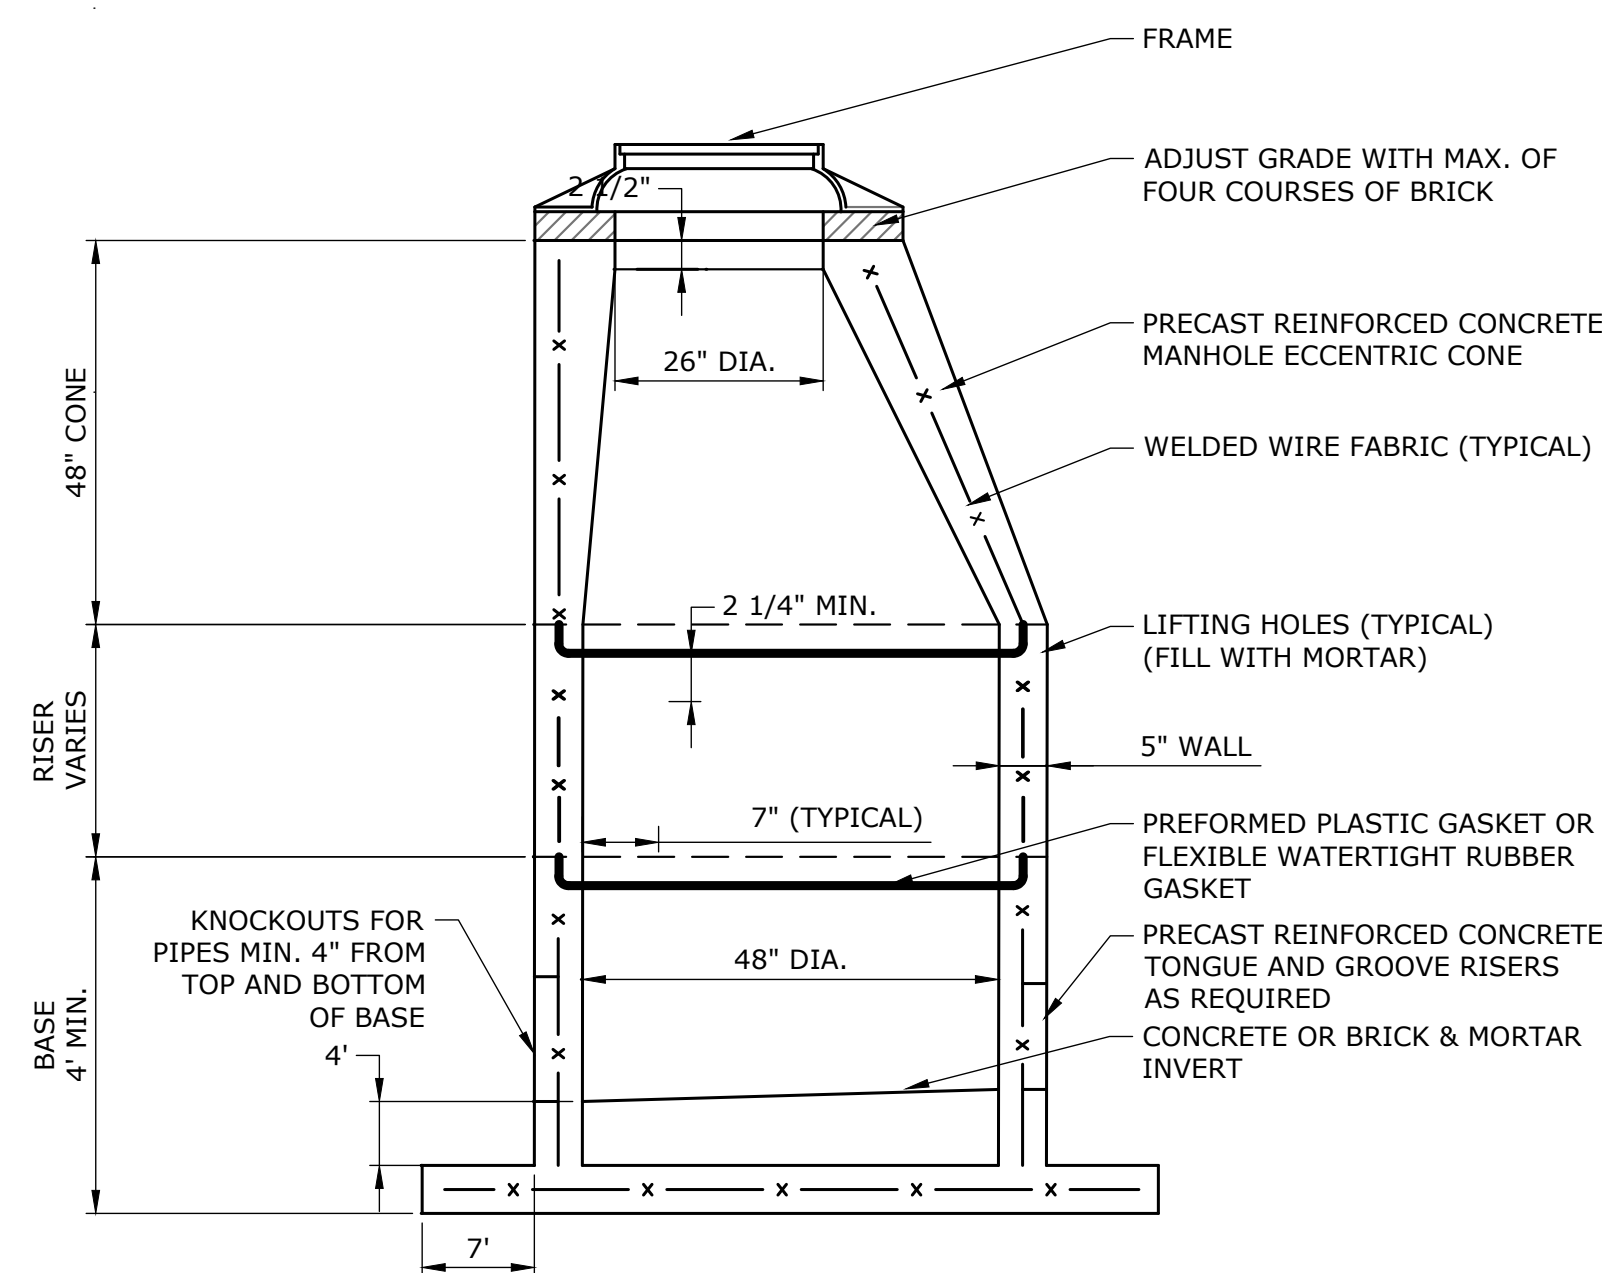 FRAME
ADJUST GRADE WITH MAX. OF
FOUR COURSES OF BRICK
2 1/2"
PRECAST REINFORCED CONCRETE
MANHOLE ECCENTRIC CONE
26" DIA.
48" CONE
WELDED WIRE FABRIC (TYPICAL)
2 1/4" MIN.
LIFTING HOLES (TYPICAL)
(FILL WITH MORTAR)
RISER
VARIES
5" WALL
7" (TYPICAL)
PREFORMED PLASTIC GASKET OR
FLEXIBLE WATERTIGHT RUBBER
GASKET
KNOCKOUTS FOR
PIPES MIN. 4" FROM
TOP AND BOTTOM
OF BASE
48" DIA.
PRECAST REINFORCED CONCRETE
TONGUE AND GROOVE RISERS
AS REQUIRED
BASE
4' MIN.
CONCRETE OR BRICK & MORTAR
INVERT
4'
7'